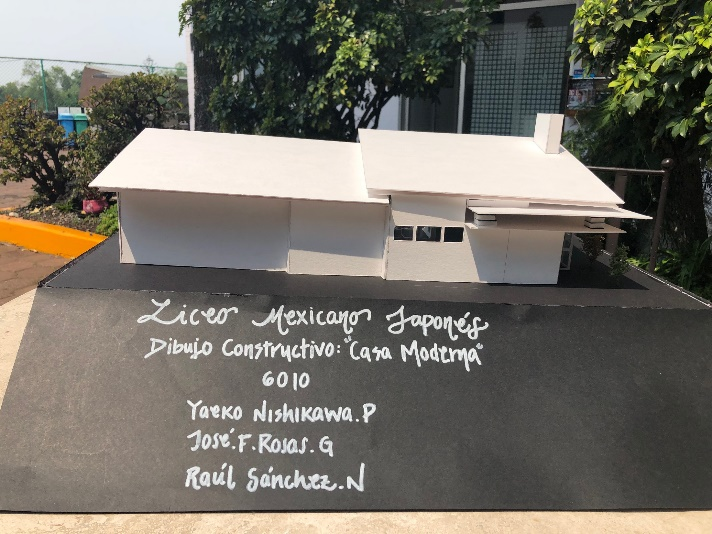 Liceo Mexicano Japonés
Dibujo Constructivo: "Casa Moderna"
6010
Yaeko Nishikawa.P
José.F.Rosas.G
Raúl Sánchez.N